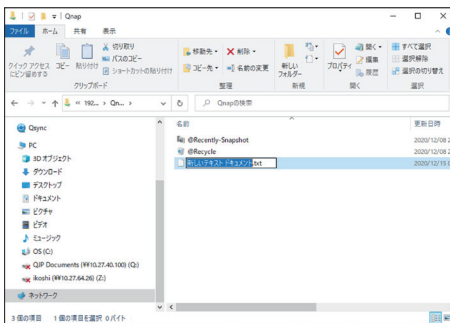 Qnap
ファイル ホーム 共有 表示
クイック アクセス
にピン留めする
コピー
貼り付け
切り取り
パスのコピー
ショートカットの貼り付け
クリップボード
移動先
コピー先
削除
名前の変更
整理
新しい
フォルダー
新規
プロパティ
開く
編集
履歴
開く
すべて選択
選択解除
選択の切り替え
選択
« 192... › Qn... ›
Qnapの検索
Qsync
PC
3D オブジェクト
ダウンロード
デスクトップ
ドキュメント
ピクチャ
ビデオ
ミュージック
OS (C:)
QJP Documents (¥¥10.27.40.100) (Q:)
ikoshi (¥¥10.27.64.26) (Z:)
ネットワーク
名前
更新日時
@Recently-Snapshot
2020/12/08 2
@Recycle
2020/12/08 2
新しいテキスト ドキュメント.txt
2020/12/15
3 個の項目 1 個の項目を選択 0 バイト